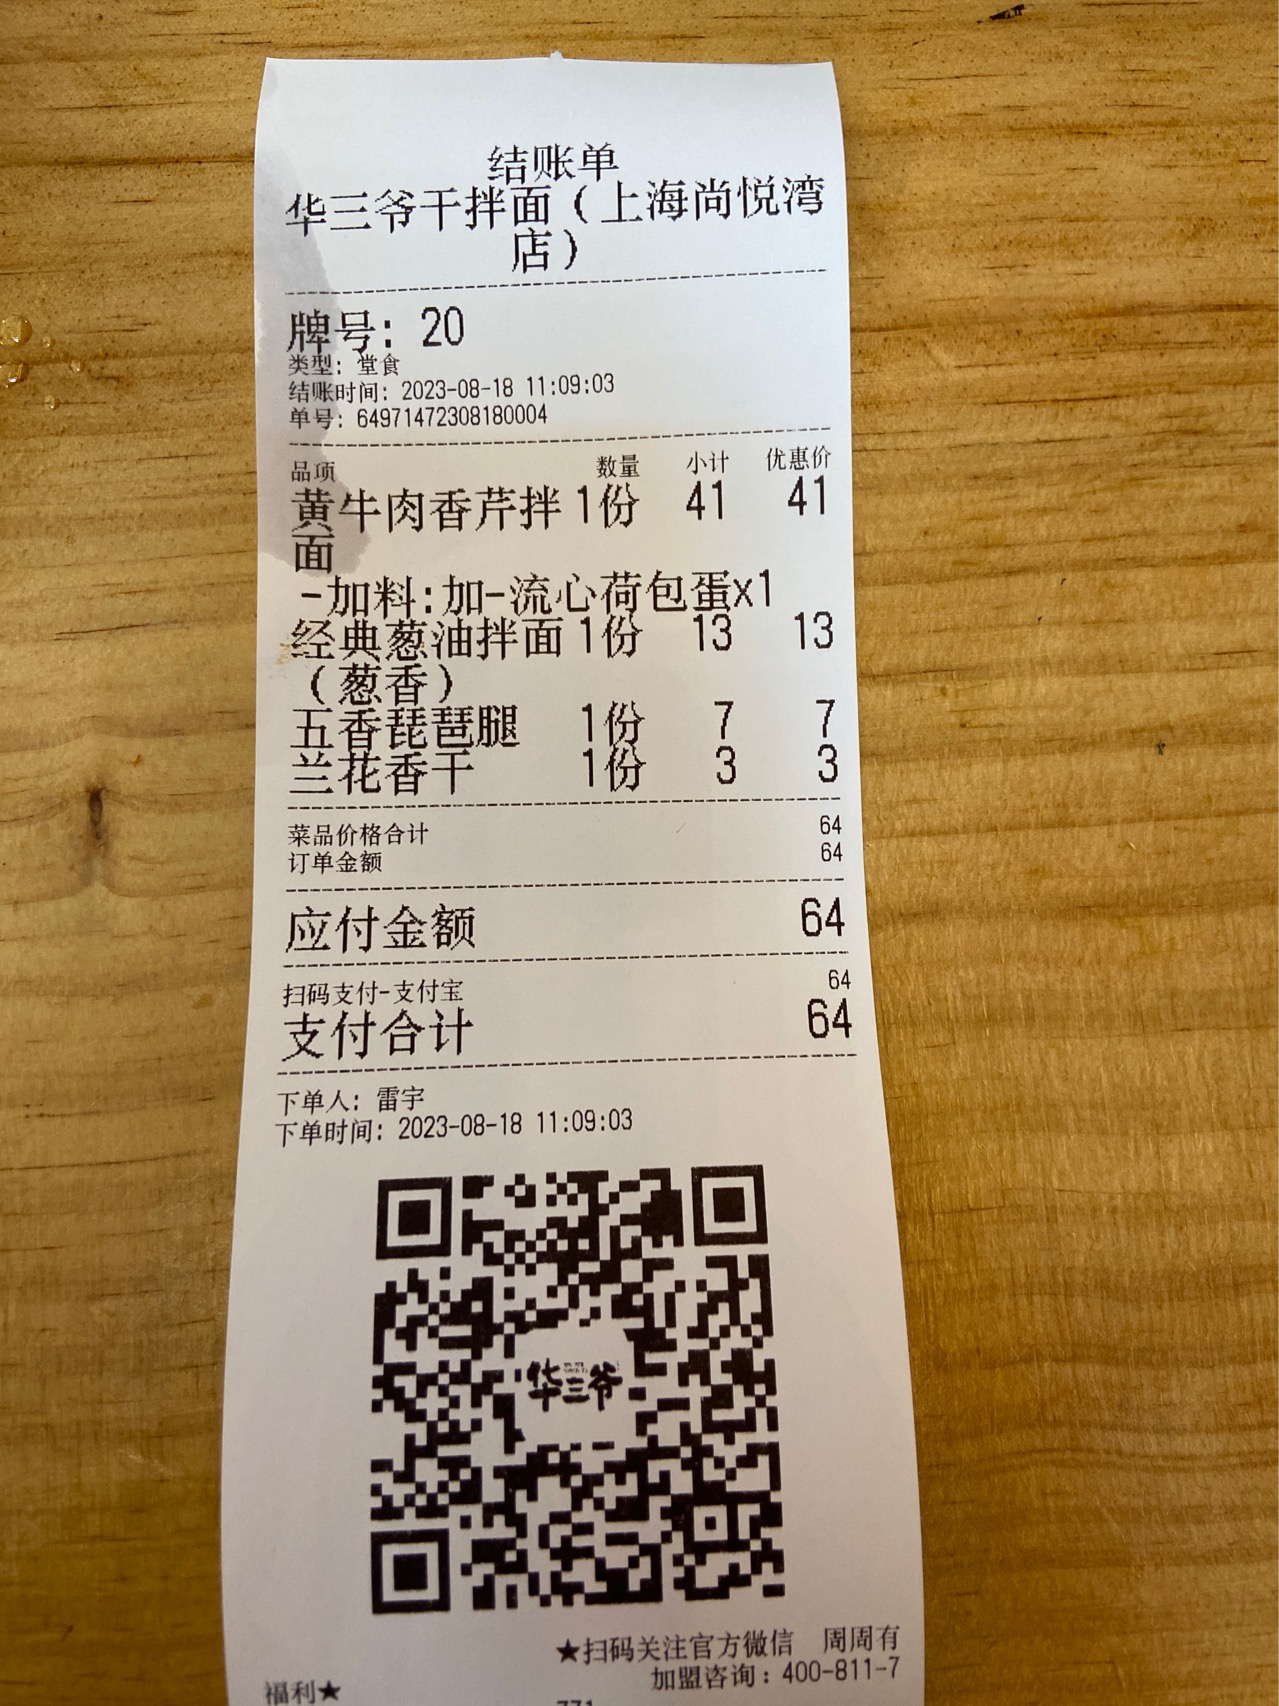 结账单
华三爷干拌面（上海尚悦湾
店）
牌号: 20
类型: 堂食
结账时间: 2023-08-18 11:09:03
单号: 64971472308180004
品项 数量 小计 优惠价
黄牛肉香芹拌 1份 41 41
面
-加料:加-流心荷包蛋x1
经典葱油拌面 1份 13 13
（葱香）
五香琵琶腿 1份 7 7
兰花香干 1份 3 3
菜品价格合计 64
订单金额 64
应付金额 64
扫码支付-支付宝 64
支付合计 64
下单人: 雷宇
下单时间: 2023-08-18 11:09:03
华三爷
★扫码关注官方微信 周周有
福利★ 加盟咨询: 400-811-7